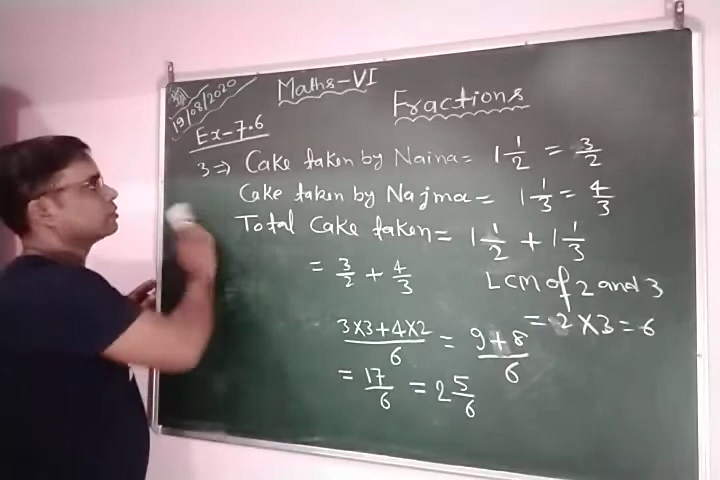 19/08/2020
Maths-VI
Fractions
Ex-7.6
3⇒ Cake taken by Naina = 1 1/2 = 3/2
Cake taken by Najma = 1 1/3 = 4/3
Total Cake taken = 1 1/2 + 1 1/3
= 3/2 + 4/3
LCM of 2 and 3
= 2 X 3 = 6
3X3+4X2/6 = 9+8/6
= 17/6 = 2 5/6